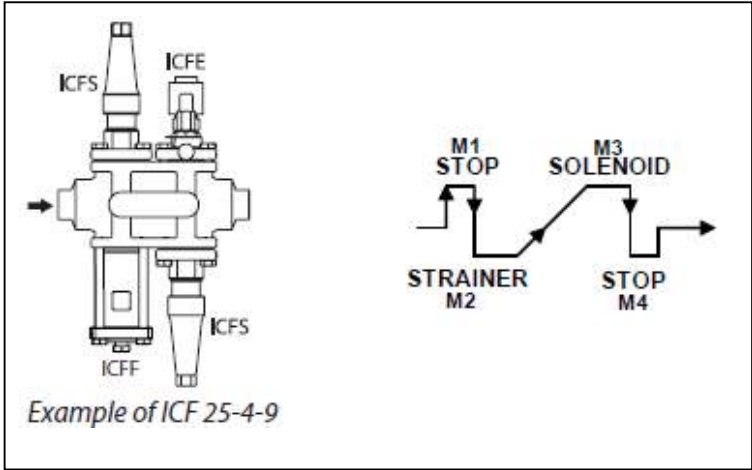 ICFS
ICFE
ICFF
ICFS
Example of ICF 25-4-9
M1
STOP
M3
SOLENOID
STRAINER
M2
STOP
M4